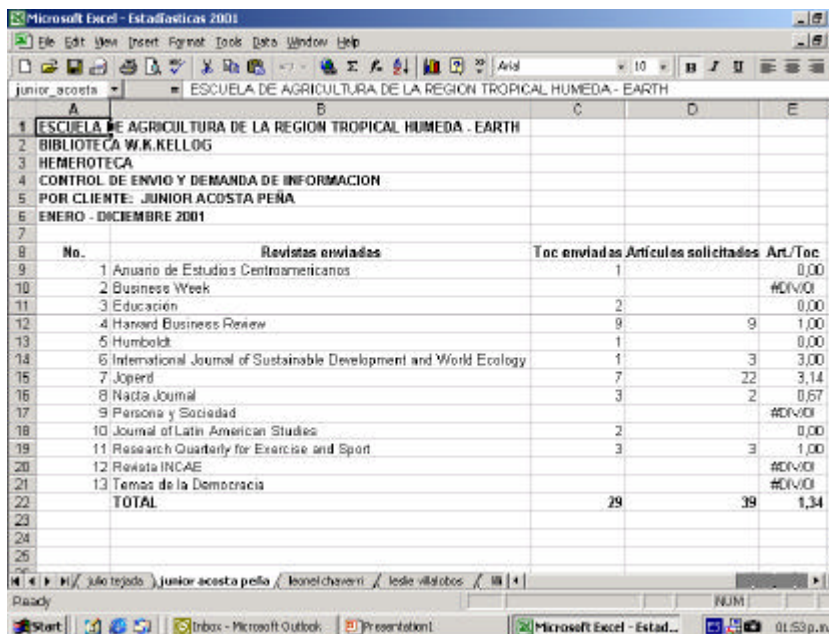 Microsoft Excel - Estadíasticas 2001
File Edit View Insert Format Tools Data Window Help
Arial 10 B I U
junior_acosta = ESCUELA DE AGRICULTURA DE LA REGION TROPICAL HUMEDA - EARTH
A B C D E
1 ESCUELA DE AGRICULTURA DE LA REGION TROPICAL HUMEDA - EARTH
2 BIBLIOTECA W.K.KELLOG
3 HEMEROTECA
4 CONTROL DE ENVIO Y DEMANDA DE INFORMACION
5 POR CLIENTE: JUNIOR ACOSTA PEÑA
6 ENERO - DICIEMBRE 2001
7
8 No. Revistas enviadas Toc enviadas Artículos solicitados Art./Toc
9 1 Anuario de Estudios Centroamericanos 1 0,00
10 2 Business Week #DIV/0!
11 3 Educación 2 0,00
12 4 Harvard Business Review 9 9 1,00
13 5 Humboldt 1 0,00
14 6 International Journal of Sustainable Development and World Ecology 1 3 3,00
15 7 Joperd 7 22 3,14
16 8 Nacta Journal 3 2 0,67
17 9 Persona y Sociedad #DIV/0!
18 10 Journal of Latin American Studies 2 0,00
19 11 Research Quarterly for Exercise and Sport 3 3 1,00
20 12 Revista INCAE #DIV/0!
21 13 Temas de la Democracia #DIV/0!
22 TOTAL 29 39 1,34
23
24
25
julio tejada junior acosta peña leonel chaverri leslie villalobos
Ready NUM
Start Inbox - Microsoft Outlook Presentation1 Microsoft Excel - Estad... 01:53 p.m.